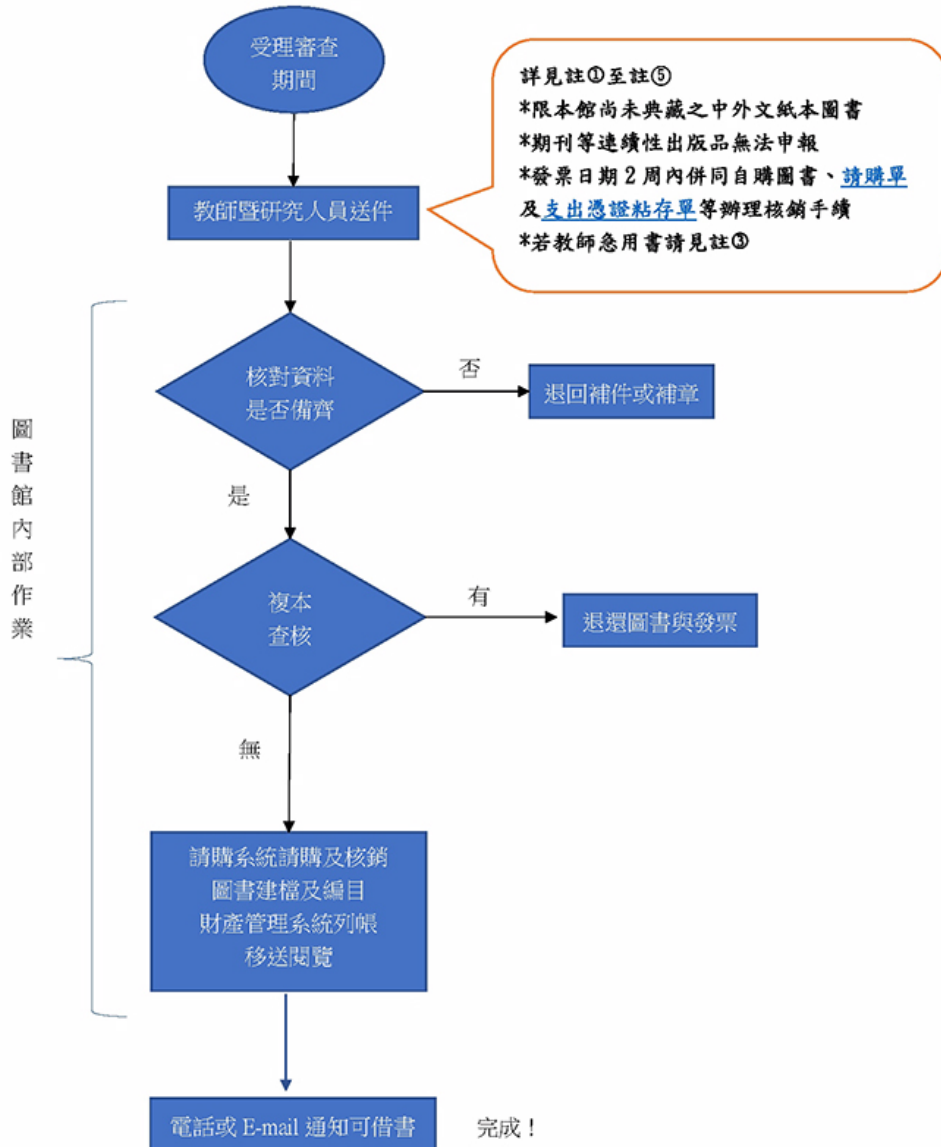 受理審查
期間
詳見註①至註⑤
*限本館尚未典藏之中外文紙本圖書
*期刊等連續性出版品無法申報
*發票日期2周內併同自購圖書、請購單
及支出憑證粘存單等辦理核銷手續
*若教師急用書請見註③
教師暨研究人員送件
圖書館內部作業
核對資料
是否備齊
否
退回補件或補章
是
複本
查核
有
退還圖書與發票
無
請購系統請購及核銷
圖書建檔及編目
財產管理系統列帳
移送閱覽
電話或 E-mail 通知可借書
完成！